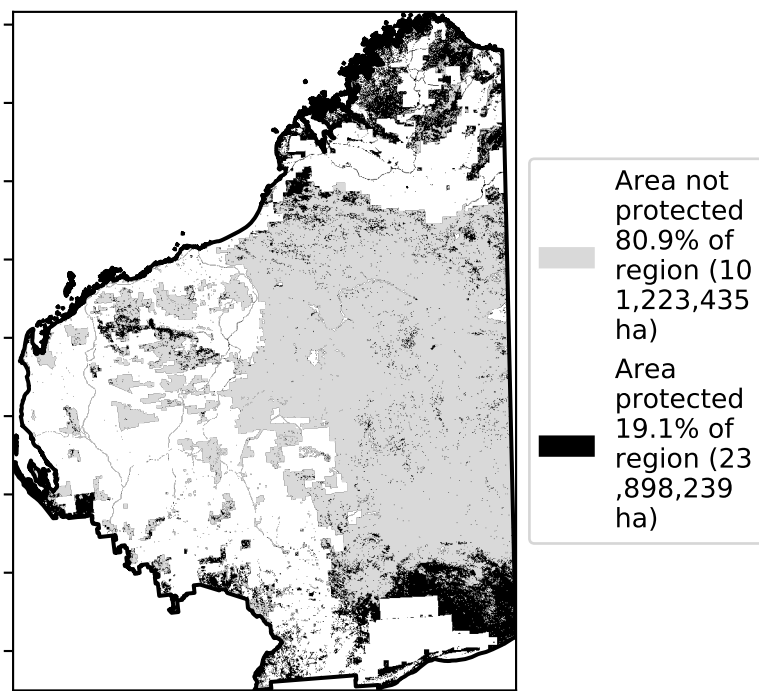 Area not
protected
80.9% of
region (10
1,223,435
ha)
Area
protected
19.1% of
region (23
,898,239
ha)